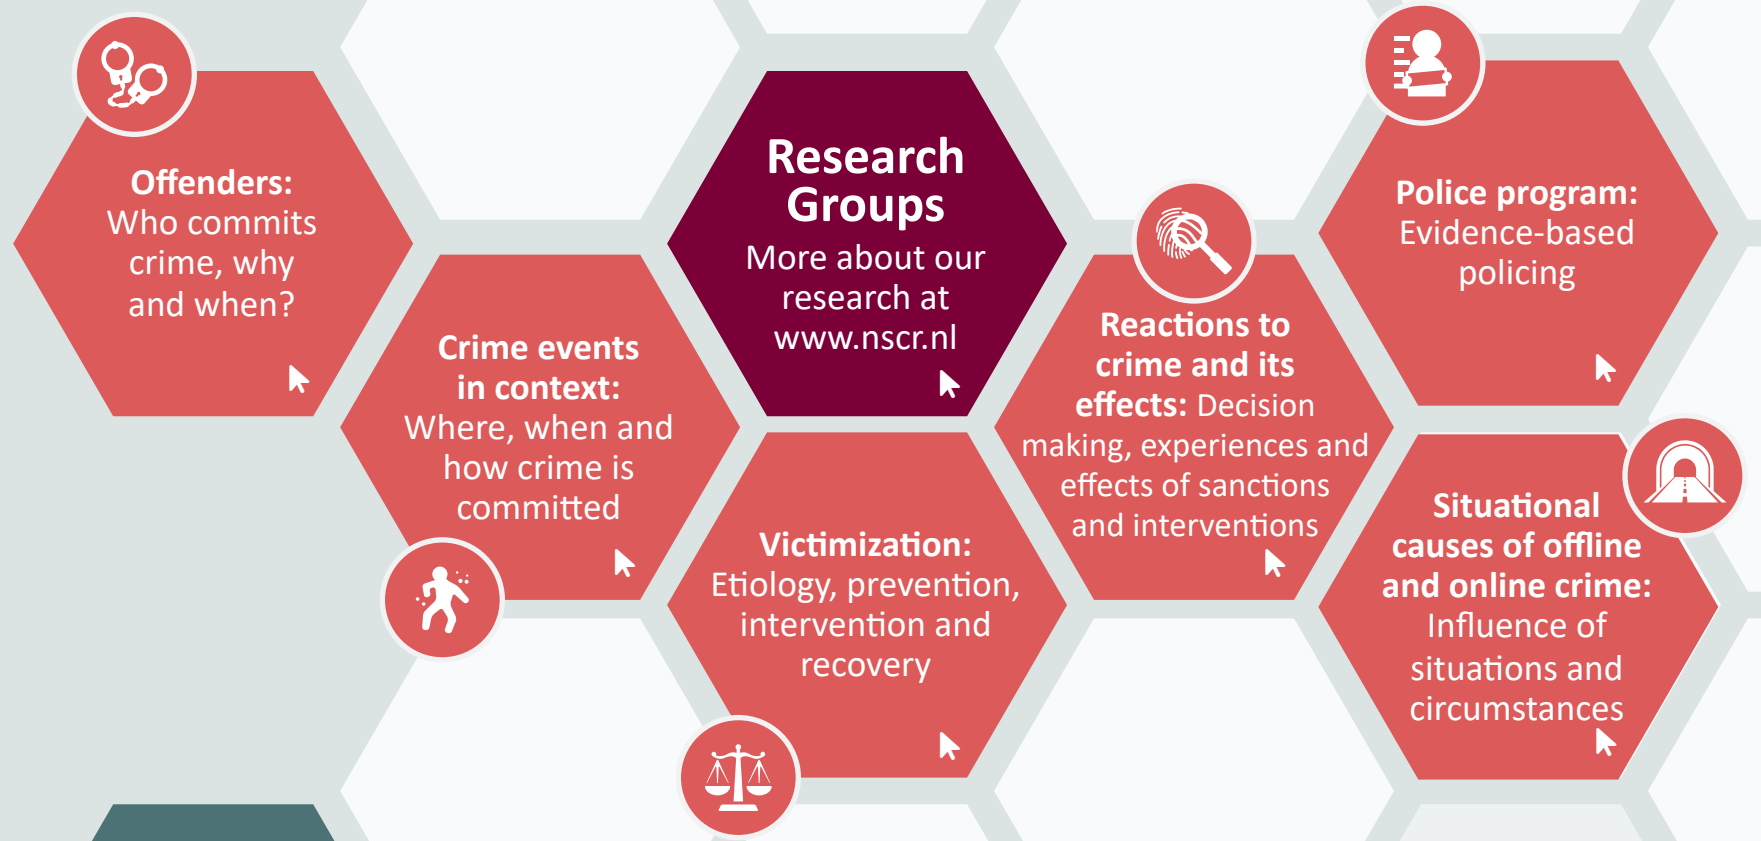 Offenders:
Who commits
crime, why
and when?
Crime events
in context:
Where, when and
how crime is
committed
Research
Groups
More about our
research at
www.nscr.nl
Victimization:
Etiology, prevention,
intervention and
recovery
Reactions to
crime and its
effects: Decision
making, experiences and
effects of sanctions
and interventions
Police program:
Evidence-based
policing
Situational
causes of offline
and online crime:
Influence of
situations and
circumstances